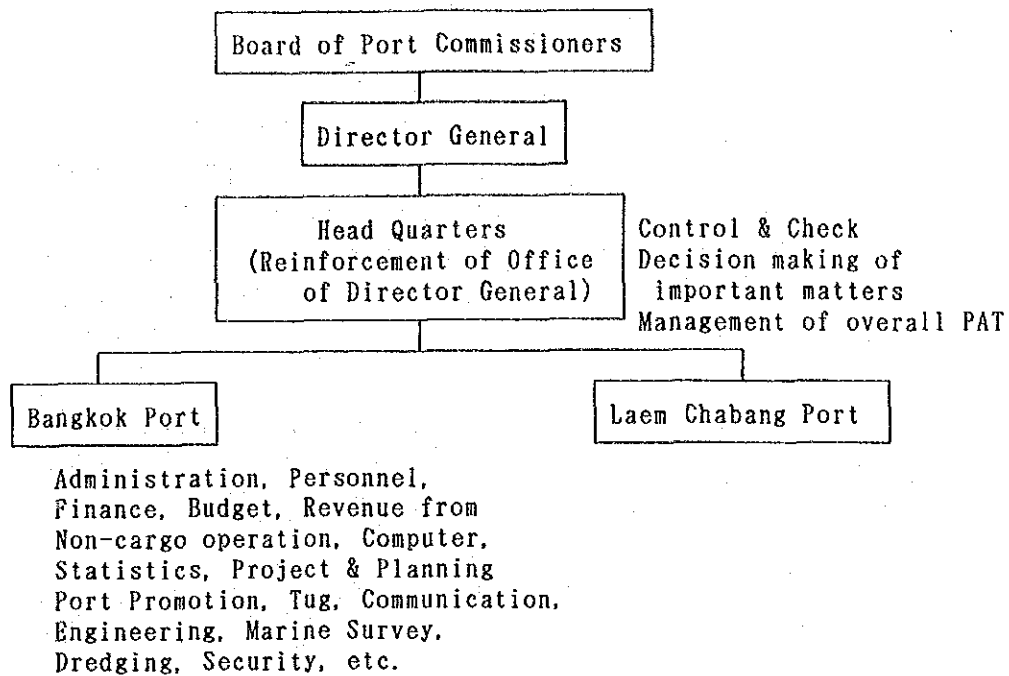 Board of Port Commissioners
Director General
Head Quarters
(Reinforcement of Office
of Director General)
Control & Check
Decision making of
important matters
Management of overall PAT
Bangkok Port
Laem Chabang Port
Administration, Personnel,
Finance, Budget, Revenue from
Non-cargo operation, Computer,
Statistics, Project & Planning
Port Promotion, Tug, Communication,
Engineering, Marine Survey,
Dredging, Security, etc.